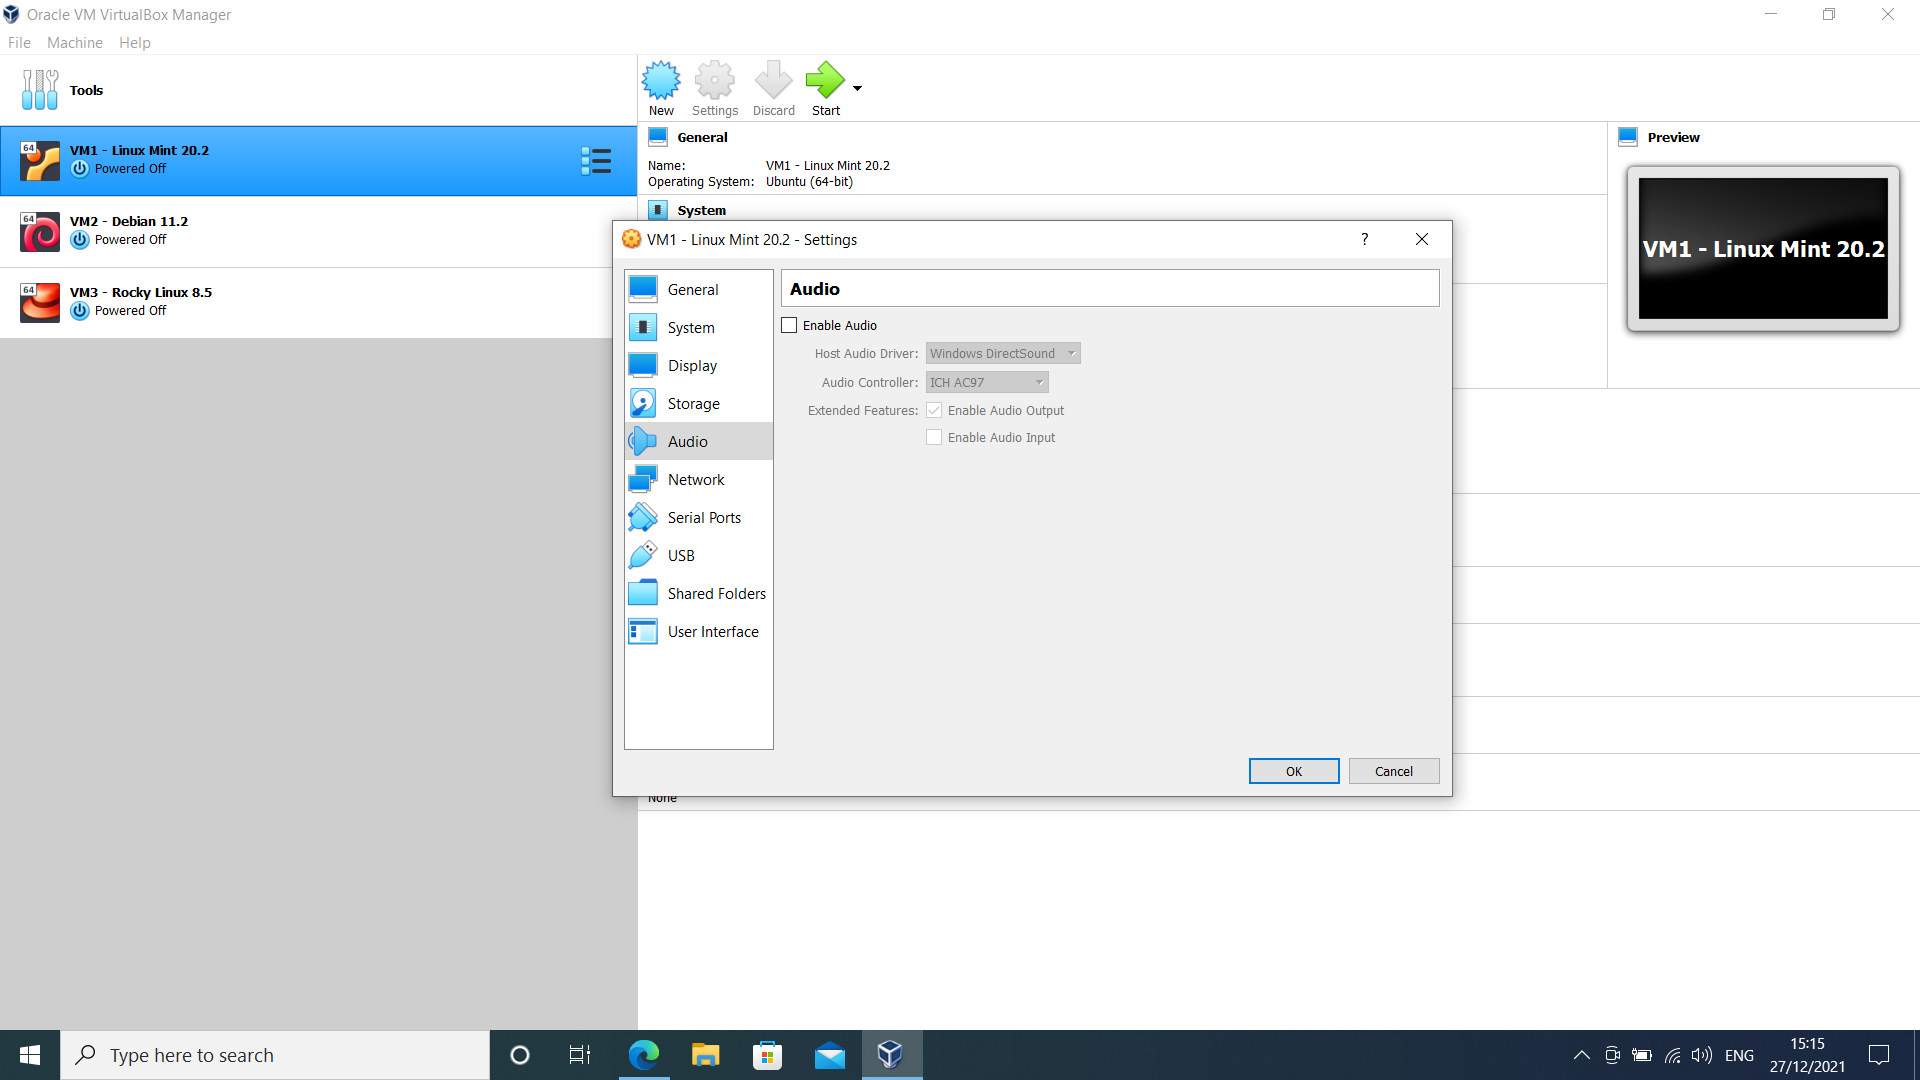 Oracle VM VirtualBox Manager
File Machine Help
Tools
New Settings Discard Start
64
VM1 - Linux Mint 20.2
Powered Off
64
VM2 - Debian 11.2
Powered Off
64
VM3 - Rocky Linux 8.5
Powered Off
General
Name: VM1 - Linux Mint 20.2
Operating System: Ubuntu (64-bit)
System
Preview
VM1 - Linux Mint 20.2
VM1 - Linux Mint 20.2 - Settings
?
General
System
Display
Storage
Audio
Network
Serial Ports
USB
Shared Folders
User Interface
Audio
Enable Audio
Host Audio Driver: Windows DirectSound
Audio Controller: ICH AC97
Extended Features: Enable Audio Output
Enable Audio Input
OK Cancel
None
Type here to search
ENG
15:15
27/12/2021